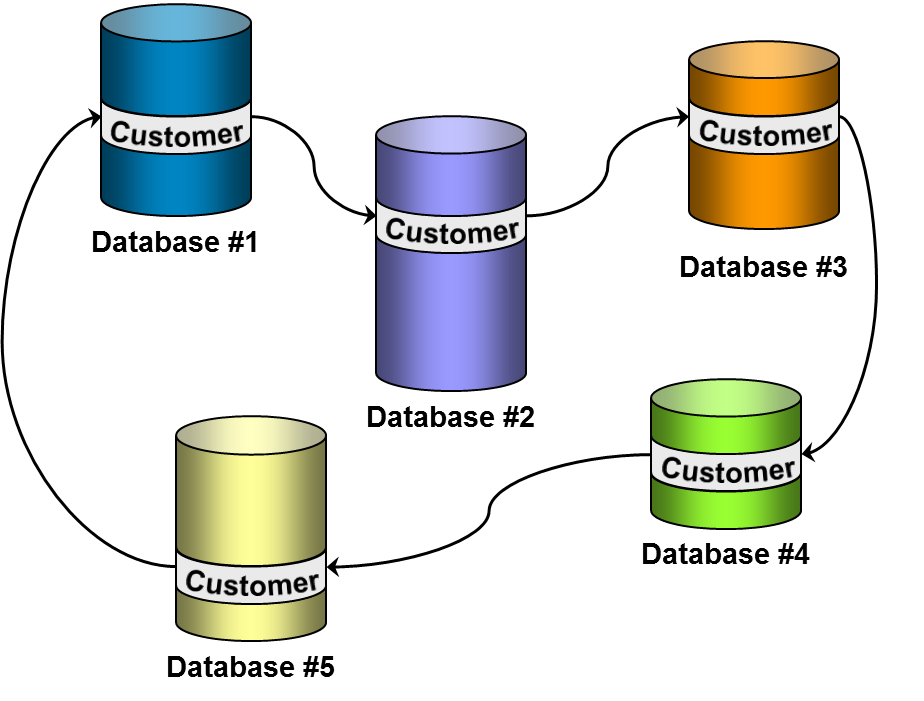 Customer
Database #1
Customer
Database #2
Customer
Database #3
Customer
Database #4
Customer
Database #5